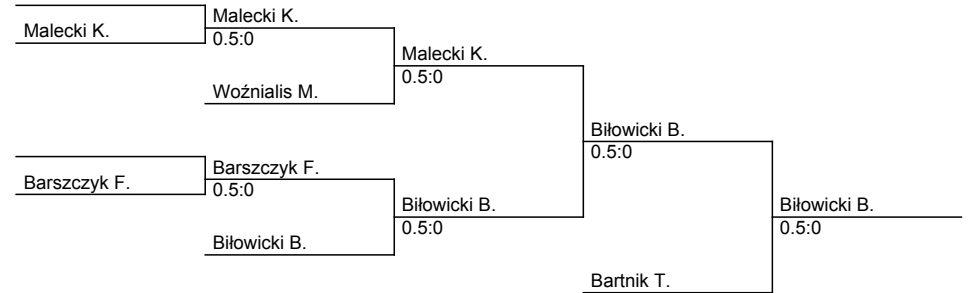 Malecki K.
Malecki K.
0.5:0
Woźnialis M.
Malecki K.
0.5:0
Barszczyk F.
Barszczyk F.
0.5:0
Biłowicki B.
Biłowicki B.
0.5:0
Biłowicki B.
0.5:0
Bartnik T.
Biłowicki B.
0.5:0